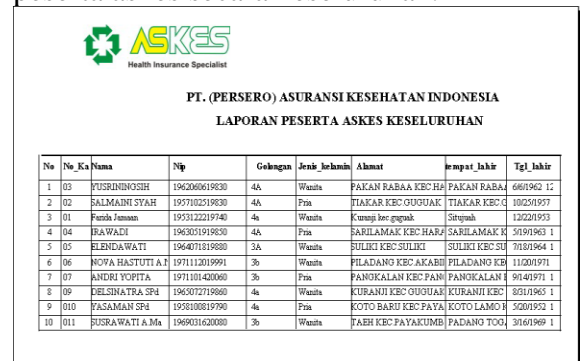 ASKES
Health Insurance Specialist
PT. (PERSERO) ASURANSI KESEHATAN INDONESIA
LAPORAN PESERTA ASKES KESELURUHAN
No No_Ka Nama Nip Golongan Jenis_kelamin Alamat tempat_lahir Tgl_lahir
1 03 YUSRININGSIH 1962060619830 4A Wanita PAKAN RABAA KEC.HA PAKAN RABAA 6/6/1962 12
2 02 SALMAINI SYAH 1957102519830 4A Pria TIAKAR KEC.GUGUAK TIAKAR KEC.G 10/25/1957
3 01 Farida Jamaan 1953122219740 4a Wanita Kuranji kec.guguak Situjuah 12/22/1953
4 04 IRAWADI 1963051919850 4A Pria SARILAMAK KEC.HARA SARILAMAK K 5/19/1963 1
5 05 ELENDAWATI 1964071819880 3A Wanita SULIKI KEC.SULIKI SULIKI KEC.SU 7/18/1964 1
6 06 NOVA HASTUTI A.M 1971112019991 3b Wanita PILADANG KEC.AKABII PILADANG KE 11/20/1971
7 07 ANDRI YOPITA 1971101420060 3b Pria PANGKALAN KEC.PAN PANGKALAN 9/14/1971 1
8 09 DELSINATRA SPd 1965072719860 4a Wanita KURANJI KEC GUGUAK KURANJI KEC 8/31/1965 1
9 010 YASAMAN SPd 1958100819790 4a Pria KOTO BARU KEC.PAYA KOTO LAMO 5/20/1952 1
10 011 SUSRAWATI A.Ma 1969031620080 3b Wanita TAEH KEC.PAYAKUMB PADANG TOG 3/16/1969 1